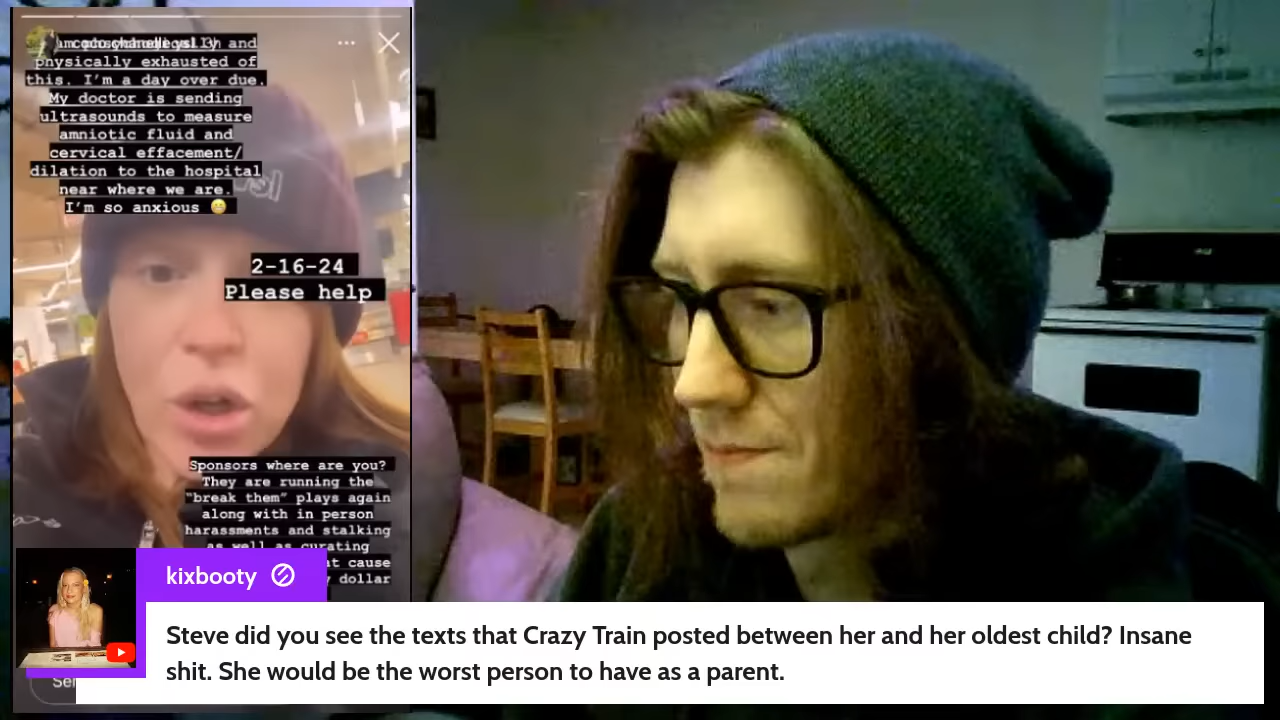 physically exhausted of
this. I'm a day over due.
My doctor is sending
ultrasounds to measure
amniotic fluid and
cervical effacement/
dilation to the hospital
near where we are.
I'm so anxious 😬
2-16-24
Please help
Sponsors where are you?
They are running the
"break them" plays again
along with in person
harassments and stalking
as well as curating
cause
dollar
kixbooty
Steve did you see the texts that Crazy Train posted between her and her oldest child? Insane
shit. She would be the worst person to have as a parent.